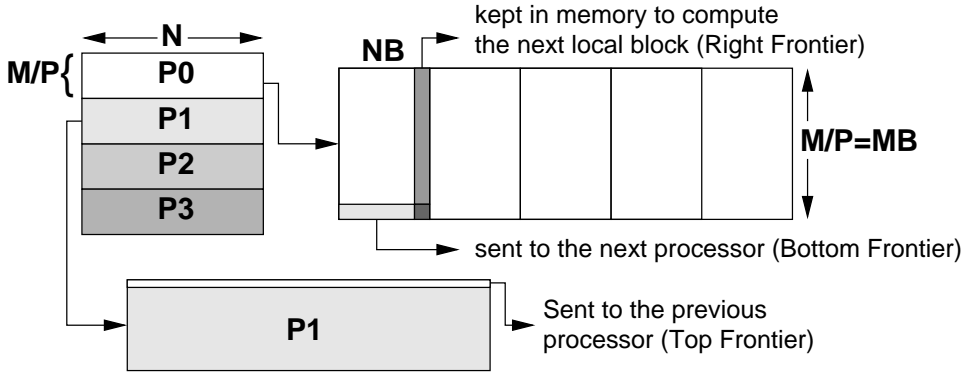 kept in memory to compute
N
NB
the next local block (Right Frontier)
M/P{
P0
P1
M/P=MB
P2
P3
sent to the next processor (Bottom Frontier)
P1
Sent to the previous
processor (Top Frontier)